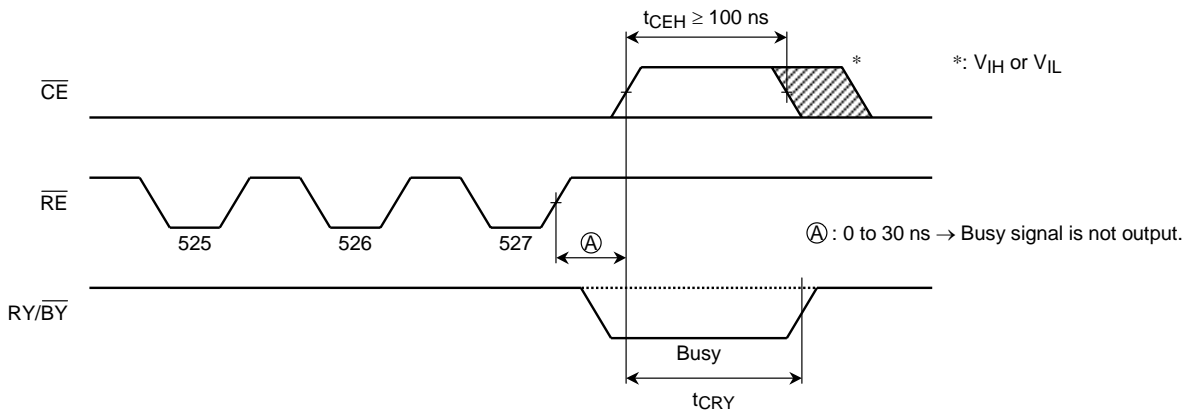 tCEH ≥ 100 ns
CE
*
*: VIH or VIL
RE
525
526
527
A
A : 0 to 30 ns → Busy signal is not output.
RY/BY
Busy
tCRY